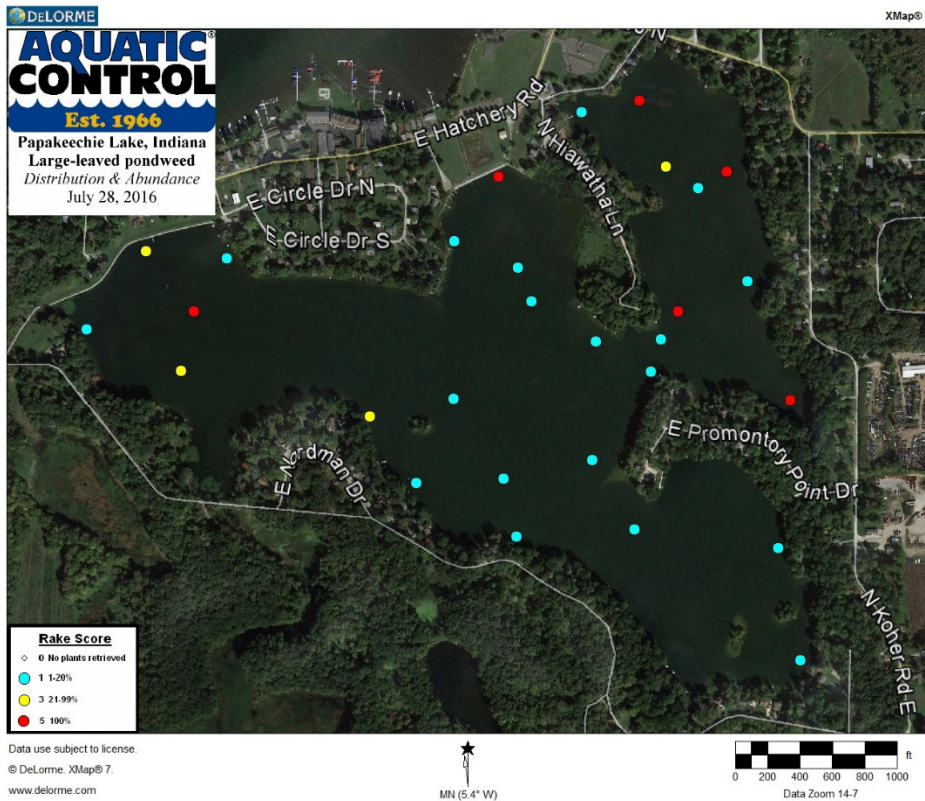 DELORME
XMap®
AQUATIC®
CONTROL
Est. 1966
Papakeechie Lake, Indiana
Large-leaved pondweed
Distribution & Abundance
July 28, 2016
N
E Hatchery Rd
N Hiawatha Ln
E Circle Dr N
E Circle Dr S
E Promontory Point Dr
E Nordman Dr
N Koher Rd E
Rake Score
0 No plants retrieved
1 1-20%
3 21-99%
5 100%
Data use subject to license.
© DeLorme. XMap® 7.
www.delorme.com
MN (5.4° W)
ft
0 200 400 600 800 1000
Data Zoom 14-7